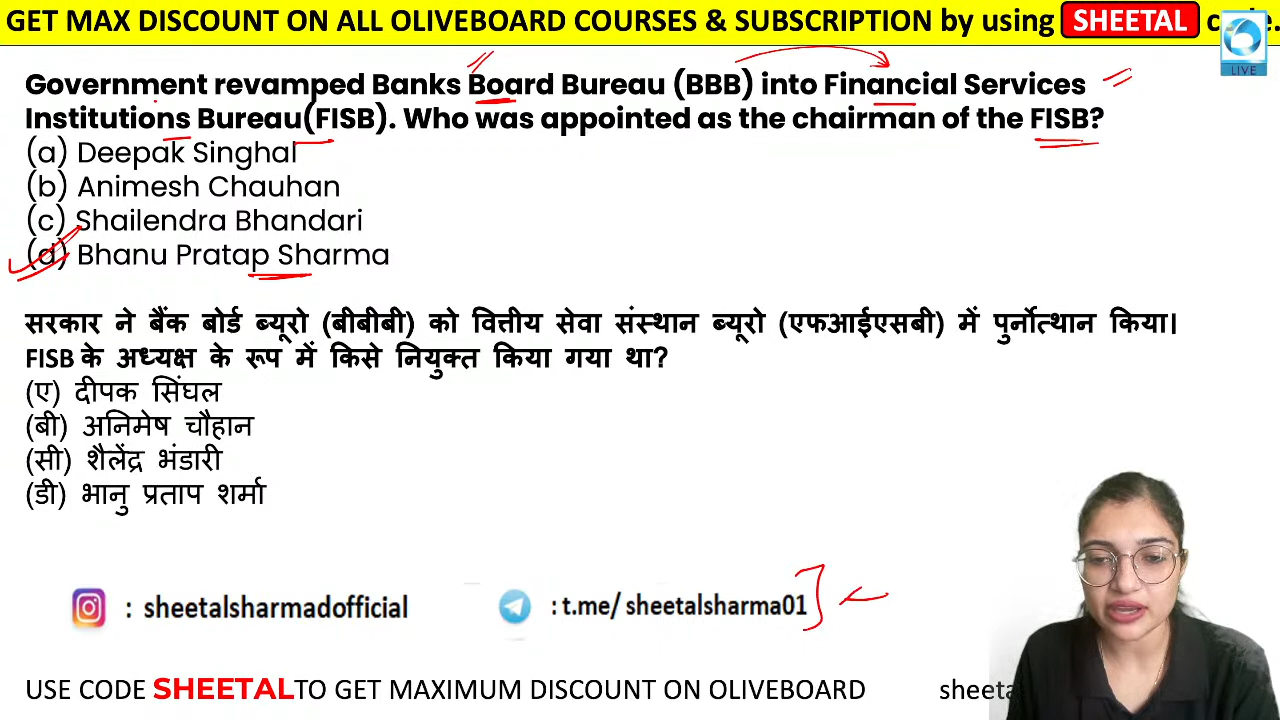 GET MAX DISCOUNT ON ALL OLIVEBOARD COURSES & SUBSCRIPTION by using SHEETAL
LIVE
Government revamped Banks Board Bureau (BBB) into Financial Services
Institutions Bureau(FISB). Who was appointed as the chairman of the FISB?
(a) Deepak Singhal
(b) Animesh Chauhan
(c) Shailendra Bhandari
(d) Bhanu Pratap Sharma
सरकार ने बैंक बोर्ड ब्यूरो (बीबीबी) को वित्तीय सेवा संस्थान ब्यूरो (एफआईएसबी) में पुर्नोत्थान किया।
FISB के अध्यक्ष के रूप में किसे नियुक्त किया गया था?
(ए) दीपक सिंघल
(बी) अनिमेष चौहान
(सी) शैलेंद्र भंडारी
(डी) भानु प्रताप शर्मा
: sheetalsharmadofficial : t.me/ sheetalsharma01
USE CODE SHEETAL TO GET MAXIMUM DISCOUNT ON OLIVEBOARD